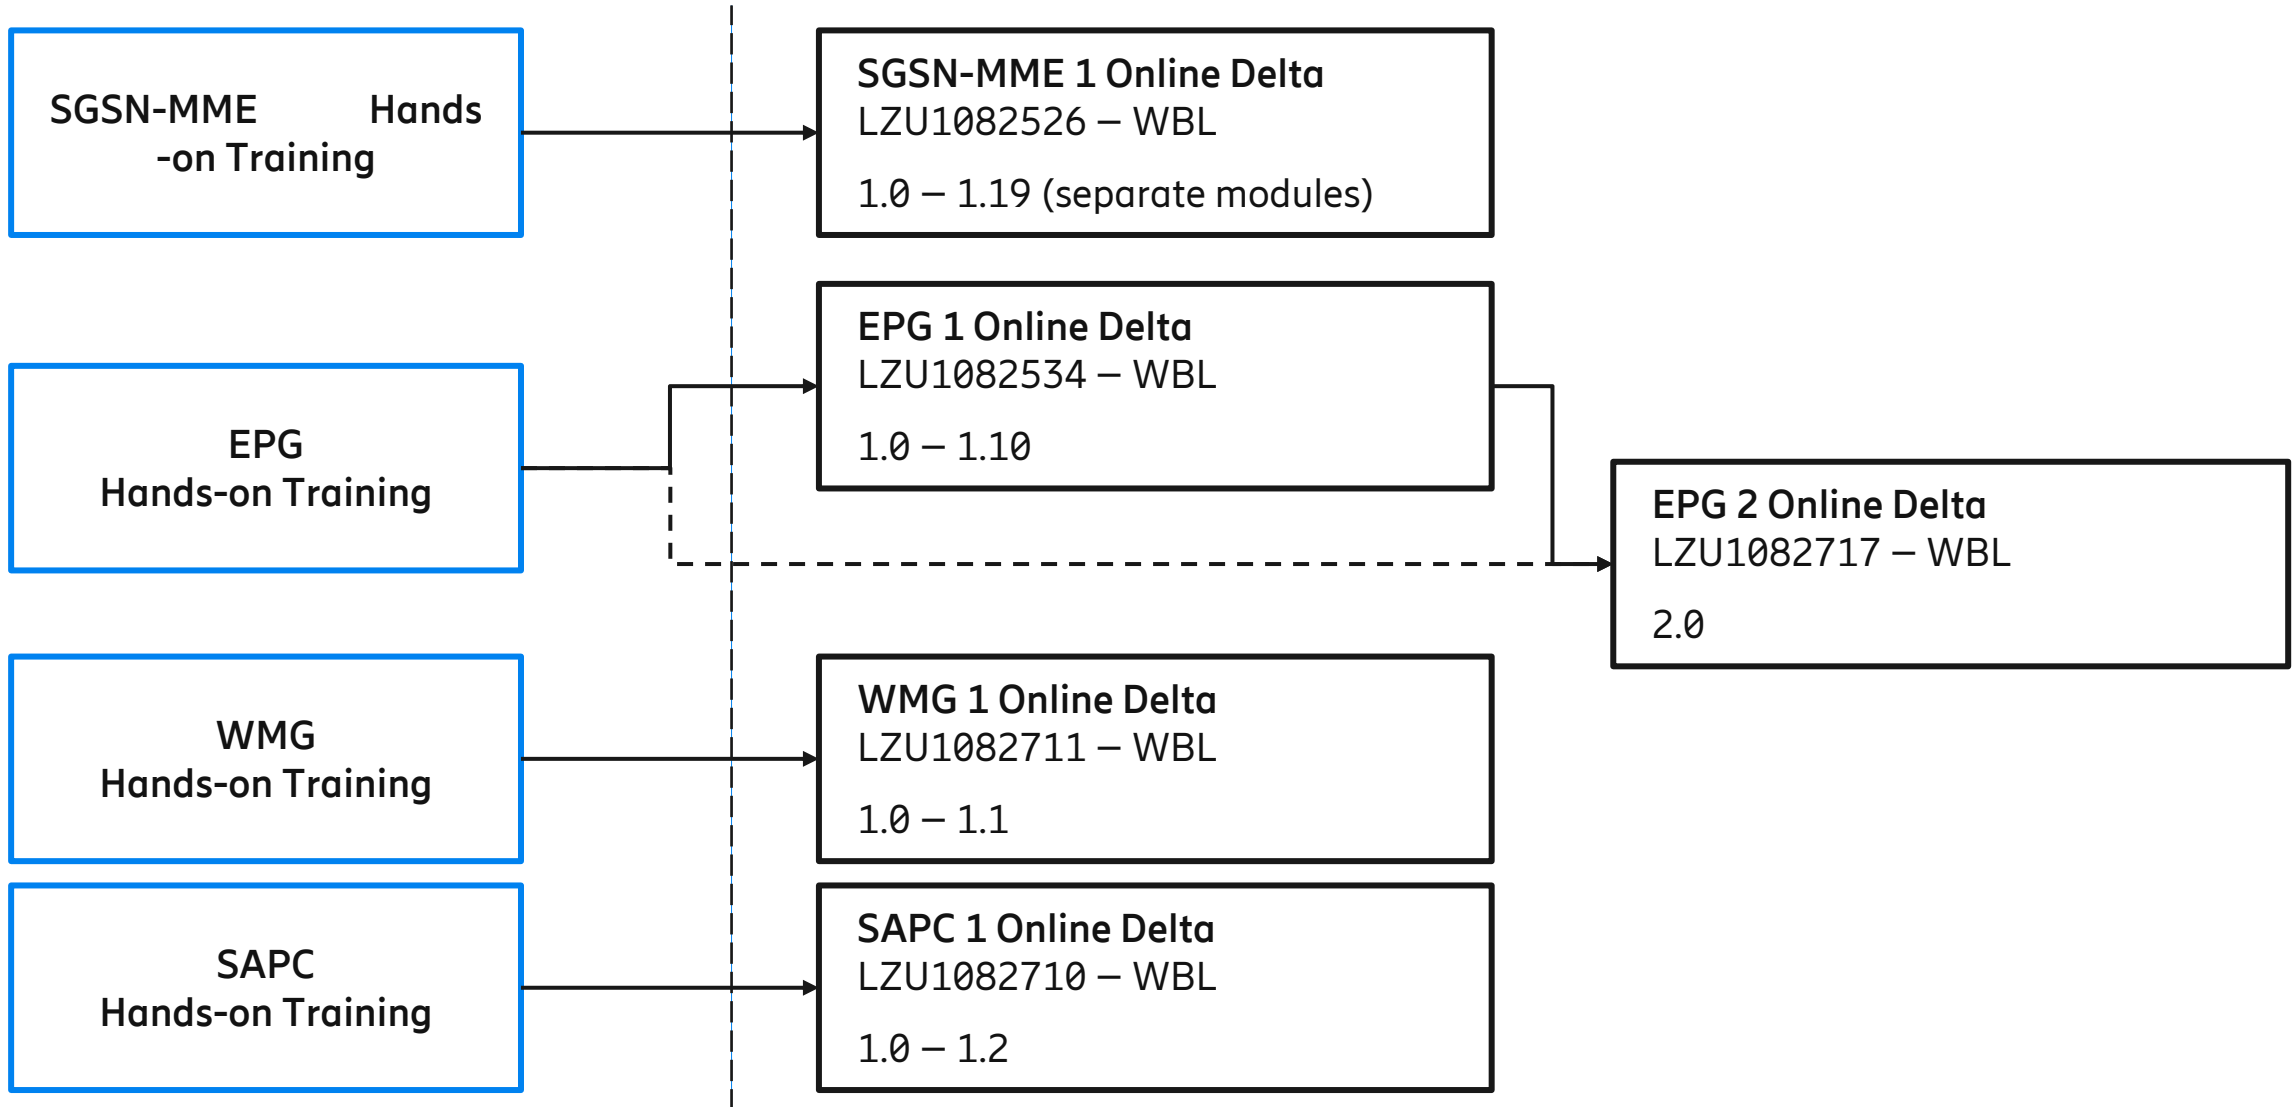 SGSN-MME Hands
-on Training
SGSN-MME 1 Online Delta
LZU1082526 – WBL
1.0 – 1.19 (separate modules)
EPG
Hands-on Training
EPG 1 Online Delta
LZU1082534 – WBL
1.0 – 1.10
EPG 2 Online Delta
LZU1082717 – WBL
2.0
WMG
Hands-on Training
WMG 1 Online Delta
LZU1082711 – WBL
1.0 – 1.1
SAPC
Hands-on Training
SAPC 1 Online Delta
LZU1082710 – WBL
1.0 – 1.2